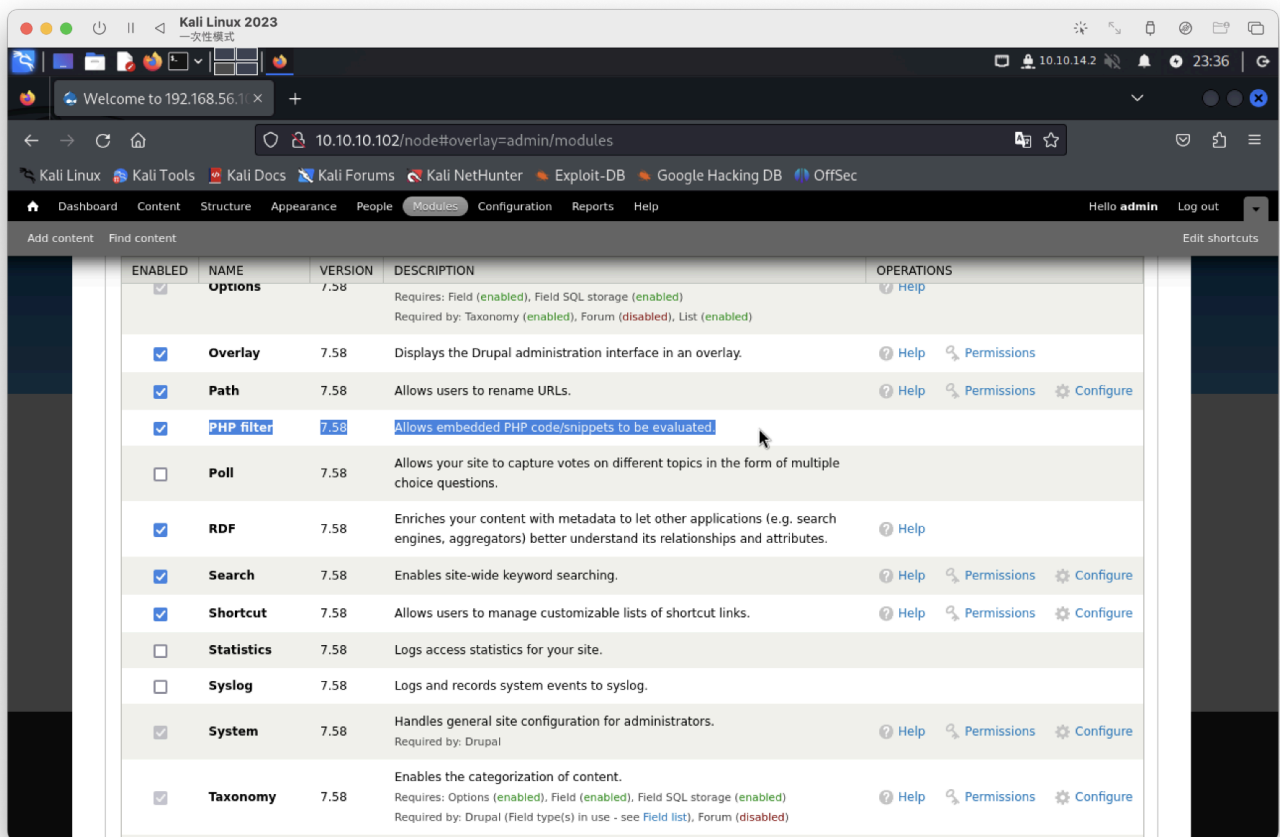 Kali Linux 2023
一次性模式
10.10.14.2
23:36
Welcome to 192.168.56.10
10.10.10.102/node#overlay=admin/modules
Kali Linux Kali Tools Kali Docs Kali Forums Kali NetHunter Exploit-DB Google Hacking DB OffSec
Dashboard Content Structure Appearance People Modules Configuration Reports Help Hello admin Log out
Add content Find content Edit shortcuts
ENABLED NAME VERSION DESCRIPTION OPERATIONS
Options 7.58 Help
Requires: Field (enabled), Field SQL storage (enabled)
Required by: Taxonomy (enabled), Forum (disabled), List (enabled)
Overlay 7.58 Displays the Drupal administration interface in an overlay. Help Permissions
Path 7.58 Allows users to rename URLs. Help Permissions Configure
PHP filter 7.58 Allows embedded PHP code/snippets to be evaluated.
Poll 7.58 Allows your site to capture votes on different topics in the form of multiple
choice questions.
RDF 7.58 Enriches your content with metadata to let other applications (e.g. search
engines, aggregators) better understand its relationships and attributes. Help
Search 7.58 Enables site-wide keyword searching. Help Permissions Configure
Shortcut 7.58 Allows users to manage customizable lists of shortcut links. Help Permissions Configure
Statistics 7.58 Logs access statistics for your site.
Syslog 7.58 Logs and records system events to syslog.
System 7.58 Handles general site configuration for administrators. Help Permissions Configure
Required by: Drupal
Enables the categorization of content.
Taxonomy 7.58 Requires: Options (enabled), Field (enabled), Field SQL storage (enabled) Help Permissions Configure
Required by: Drupal (Field type(s) in use - see Field list), Forum (disabled)